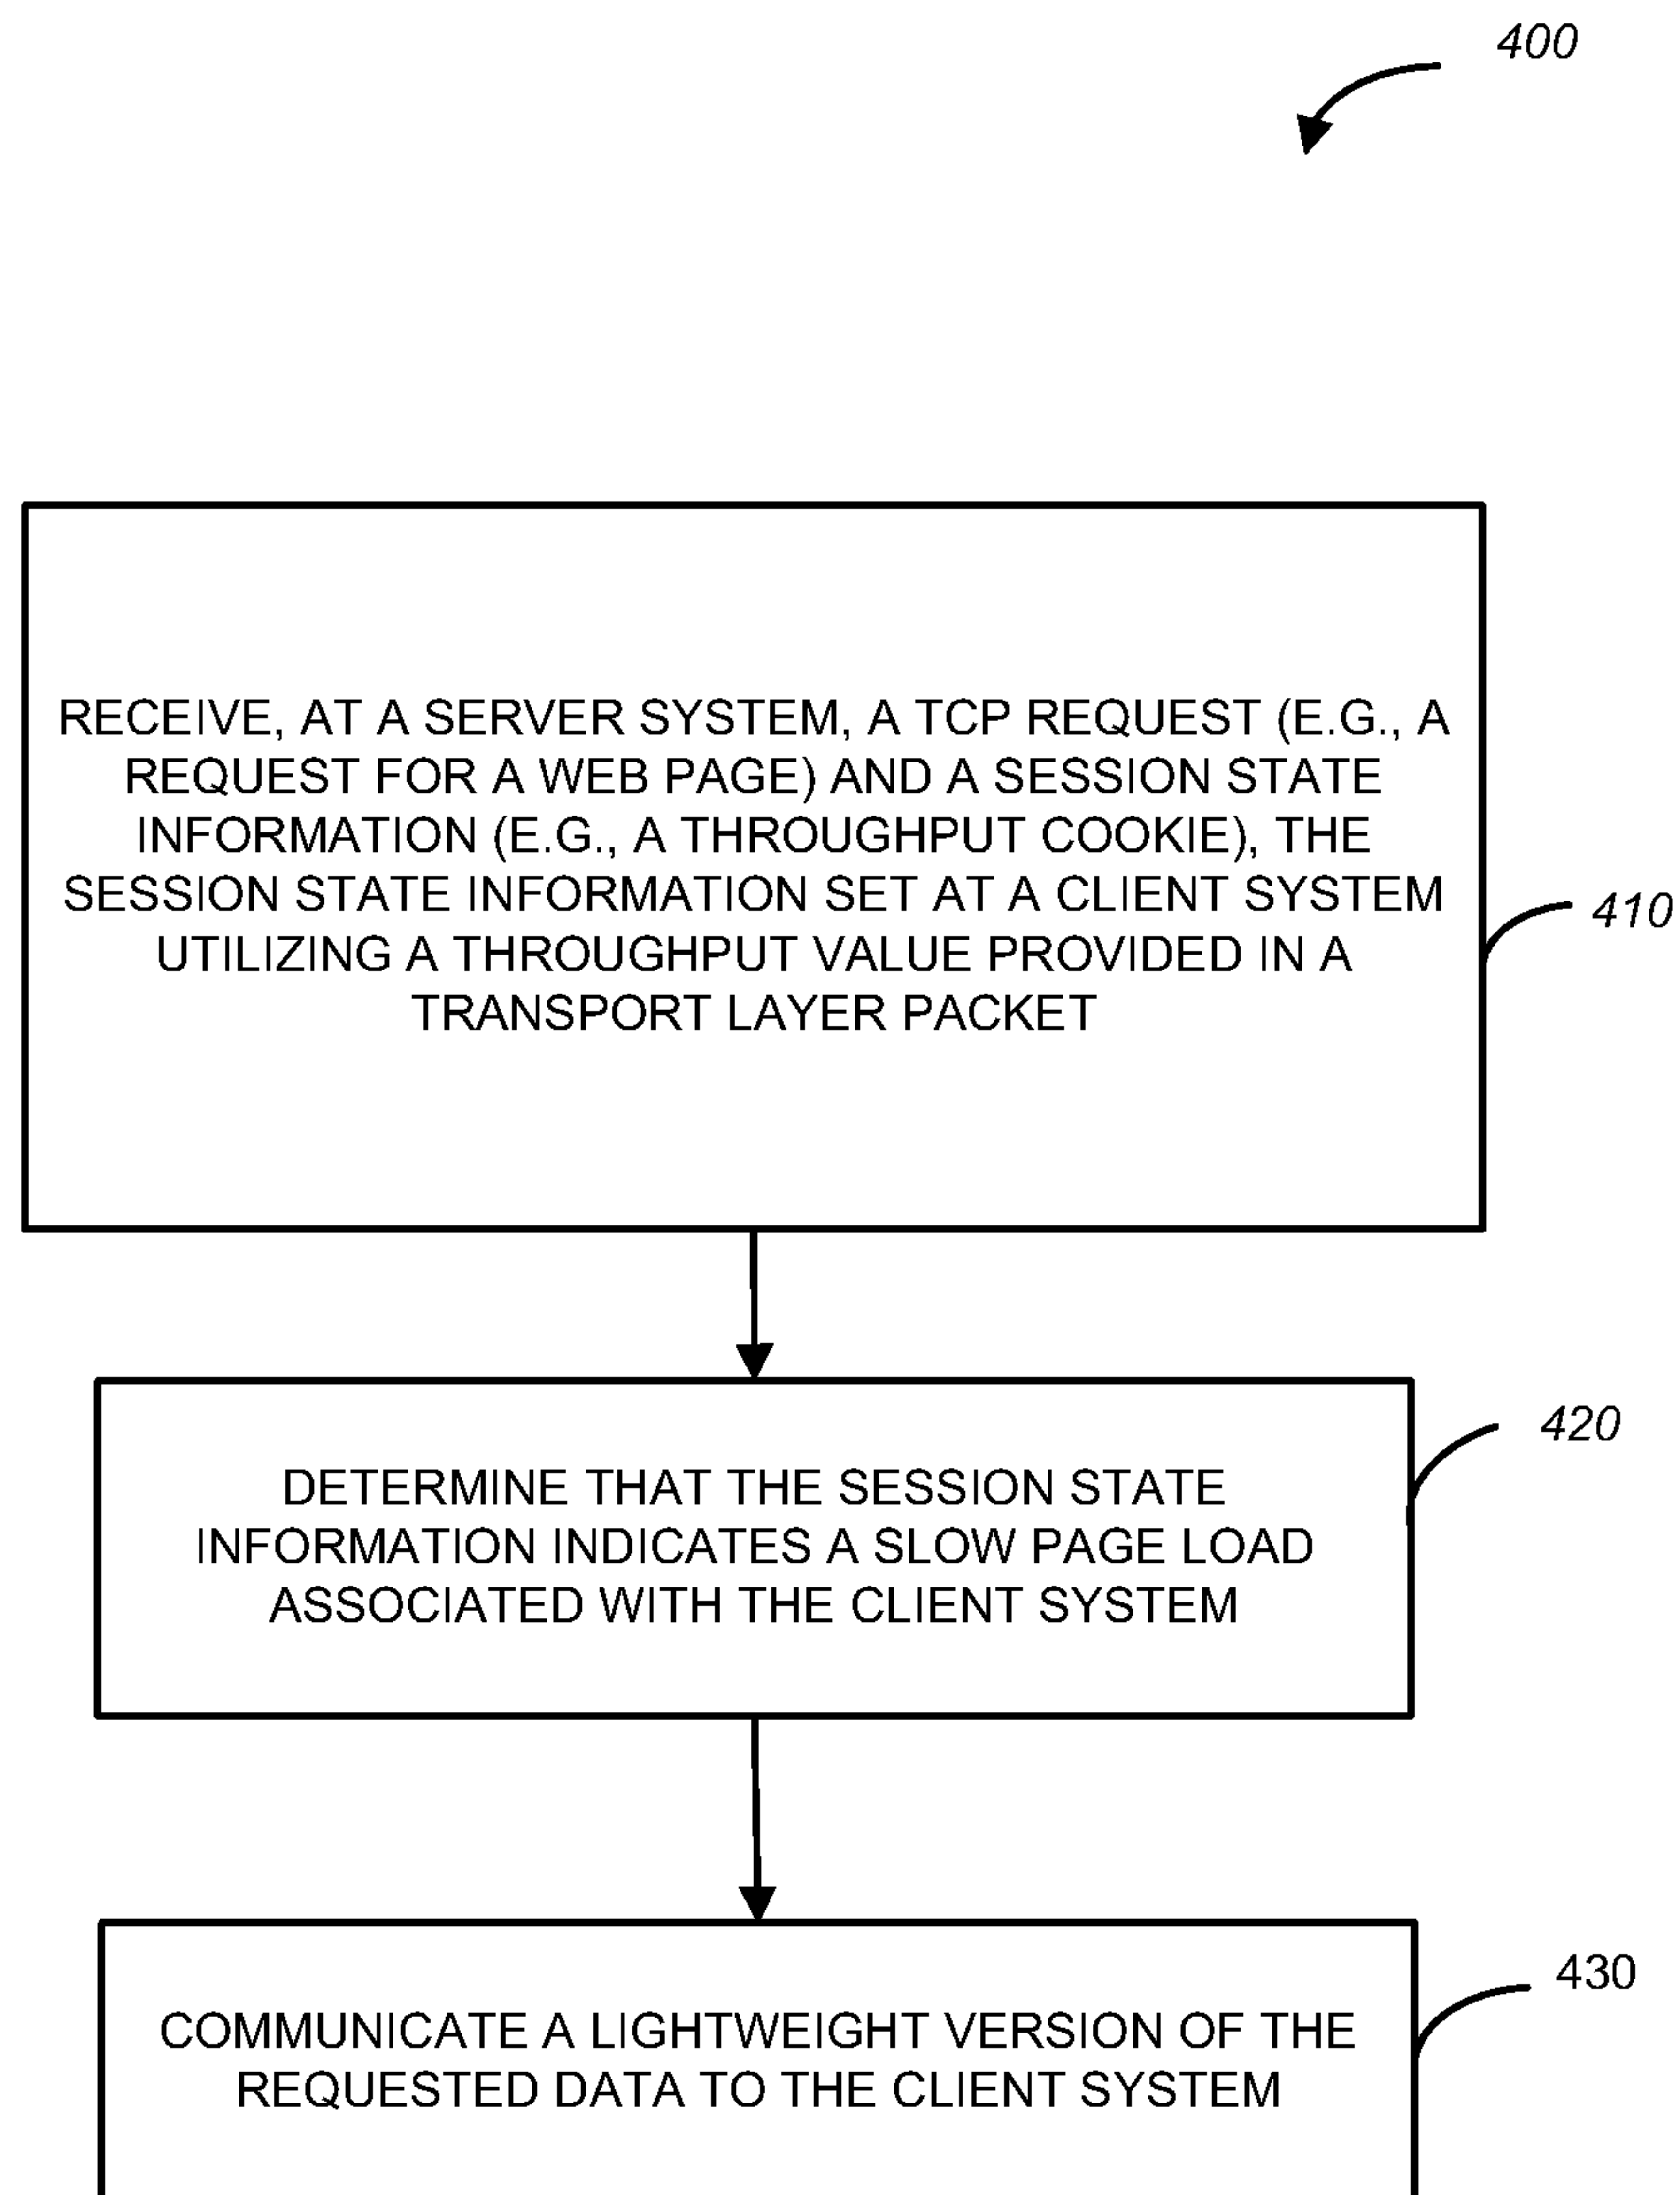 400
RECEIVE, AT A SERVER SYSTEM, A TCP REQUEST (E.G., A
REQUEST FOR A WEB PAGE) AND A SESSION STATE
INFORMATION (E.G., A THROUGHPUT COOKIE), THE
SESSION STATE INFORMATION SET AT A CLIENT SYSTEM
UTILIZING A THROUGHPUT VALUE PROVIDED IN A
TRANSPORT LAYER PACKET
410
DETERMINE THAT THE SESSION STATE
INFORMATION INDICATES A SLOW PAGE LOAD
ASSOCIATED WITH THE CLIENT SYSTEM
420
COMMUNICATE A LIGHTWEIGHT VERSION OF THE
REQUESTED DATA TO THE CLIENT SYSTEM
430